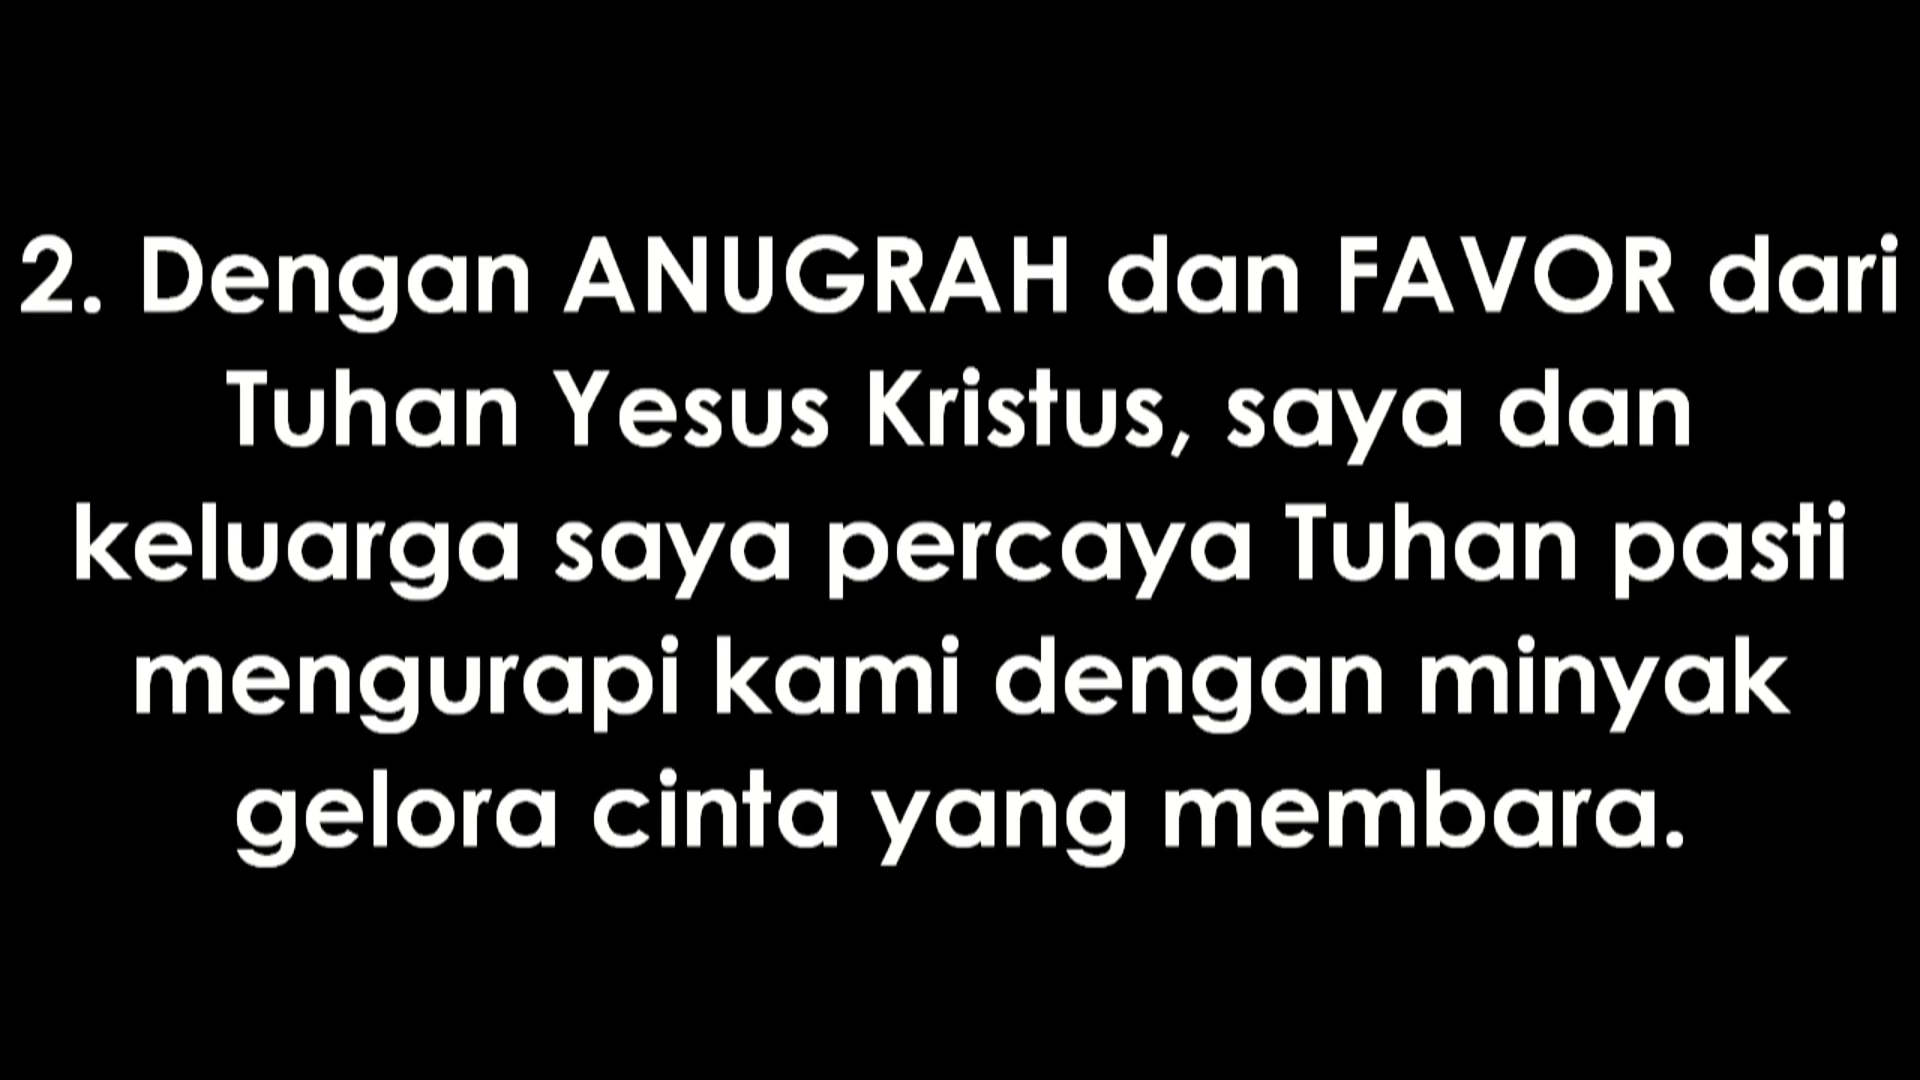 2. Dengan ANUGRAH dan FAVOR dari
Tuhan Yesus Kristus, saya dan
keluarga saya percaya Tuhan pasti
mengurapi kami dengan minyak
gelora cinta yang membara.